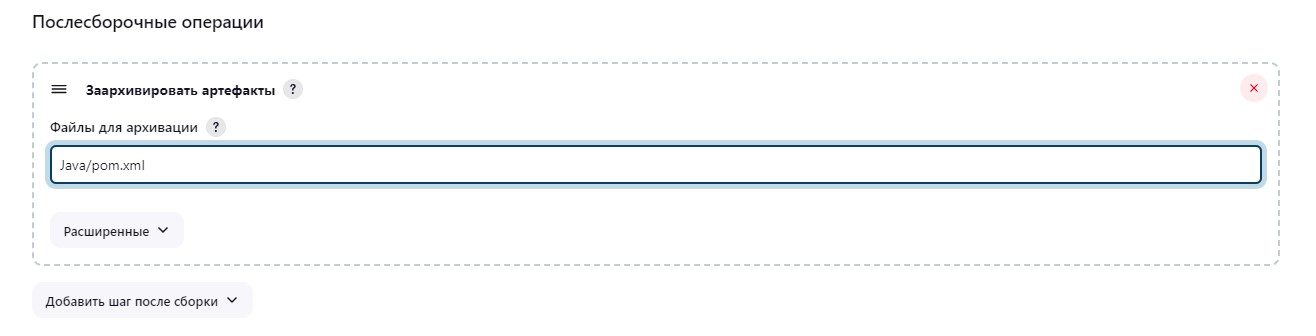 Послесборочные операции
Заархивировать артефакты ?
Файлы для архивации ?
Java/pom.xml
Расширенные
Добавить шаг после сборки